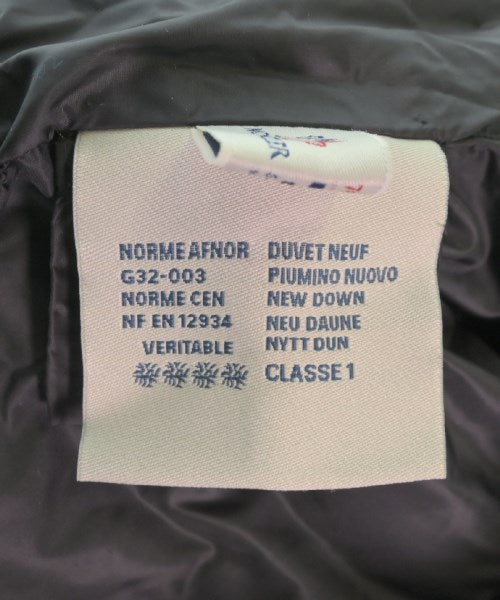 NORME AFNOR
G32-003
NORME CEN
NF EN 12934
VERITABLE
DUVET NEUF
PIUMINO NUOVO
NEW DOWN
NEU DAUNE
NYTT DUN
CLASSE 1